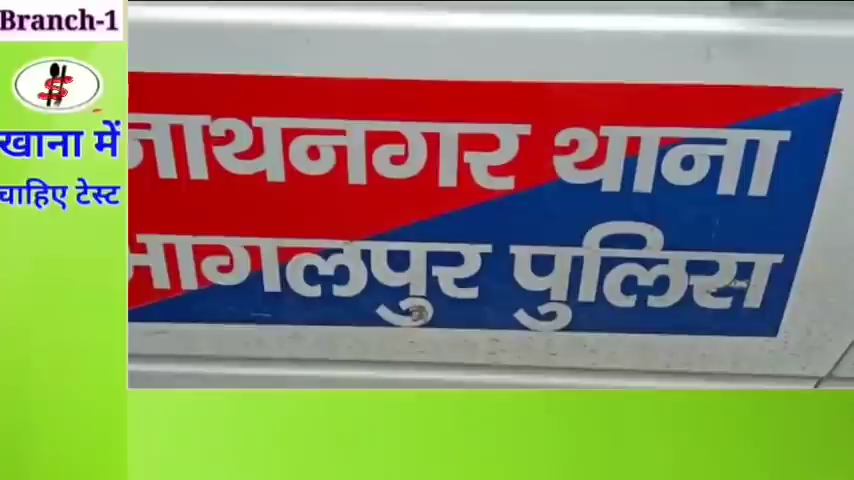 Branch-1
खाना में
चाहिए टेस्ट
नाथनगर थाना
भागलपुर पुलिस